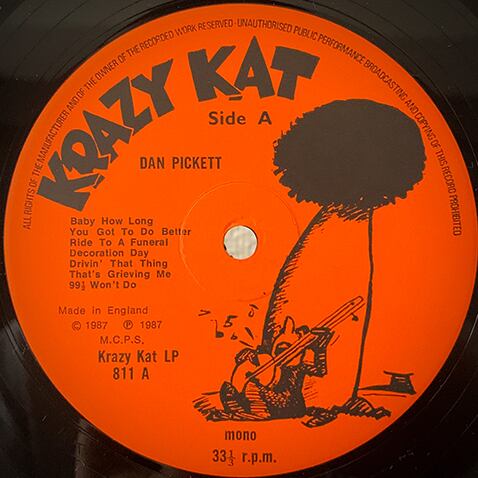 ALL RIGHTS OF THE MANUFACTURER AND OF THE OWNER OF THE RECORDED WORK RESERVED · UNAUTHORISED PUBLIC PERFORMANCE BROADCASTING AND COPYING OF THIS RECORD PROHIBITED
KRAZY KAT
Side A
DAN PICKETT
Baby How Long
You Got To Do Better
Ride To A Funeral
Decoration Day
Drivin' That Thing
That's Grieving Me
99½ Won't Do
Made in England
© 1987 ℗ 1987
M.C.P.S.
Krazy Kat LP
811 A
mono
33⅓ r.p.m.